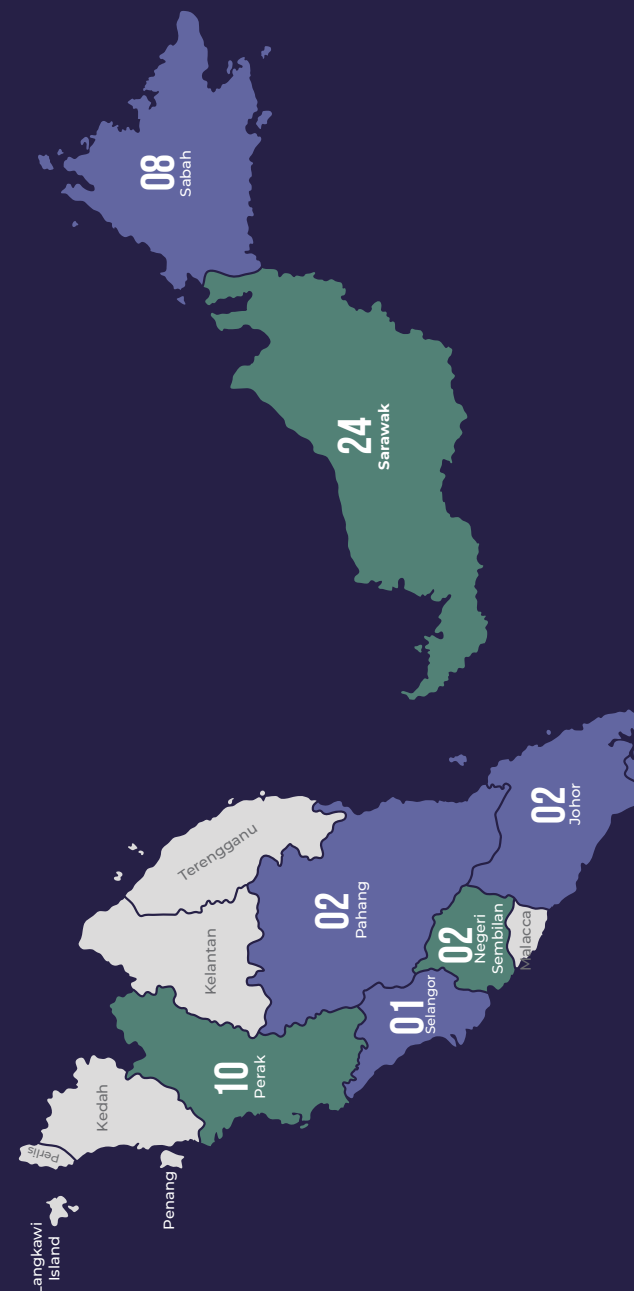 Langkawi
Island
Perlis
Kedah
Penang
10
Perak
Kelantan
Terengganu
02
Pahang
01
Selangor
02
Negeri
Sembilan
Malacca
02
Johor
24
Sarawak
08
Sabah